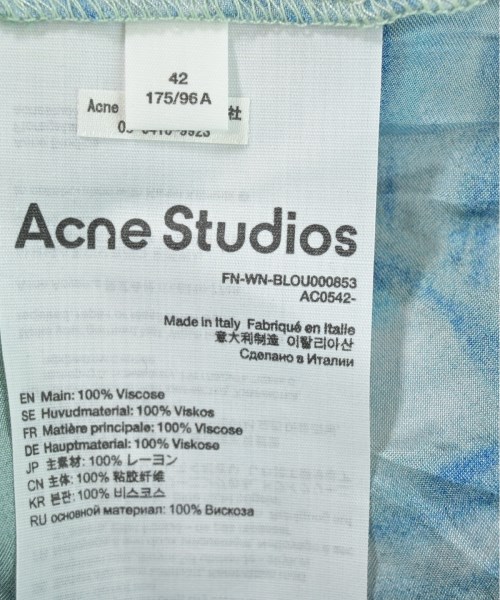 42
175/96A
Acne 社
Acne Studios
FN-WN-BLOU000853
AC0542-
Made in Italy Fabriqué en Italie
意大利制造 이탈리아산
Сделано в Италии
EN Main: 100% Viscose
SE Huvudmaterial: 100% Viskos
FR Matière principale: 100% Viscose
DE Hauptmaterial: 100% Viskose
JP 主素材: 100% レーヨン
CN 主体: 100% 粘胶纤维
KR 본판: 100% 비스코스
RU основной материал: 100% Вискоза